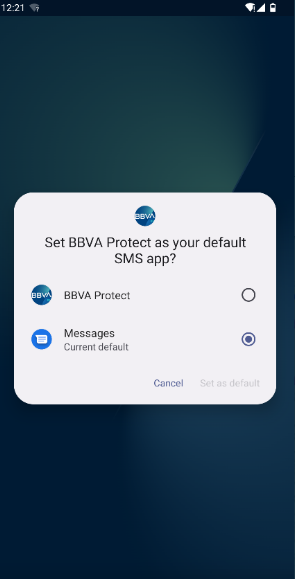 12:21
BBVA
Set BBVA Protect as your default
SMS app?
BBVA
BBVA Protect
Messages
Current default
Cancel
Set as default